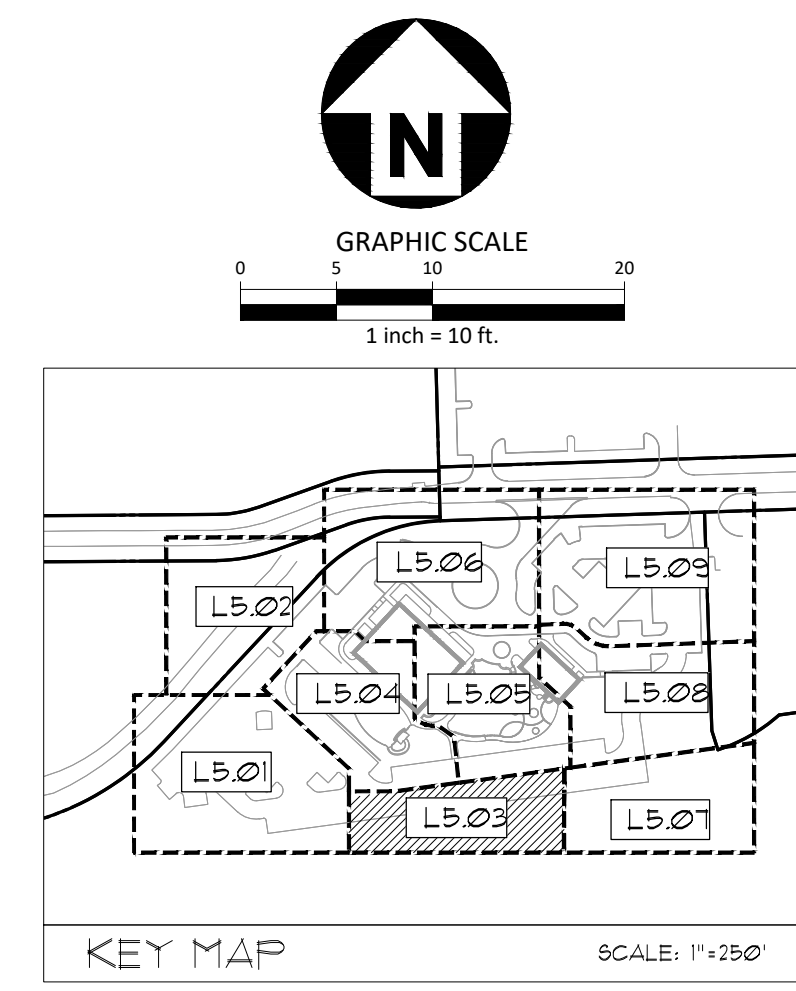 N
GRAPHIC SCALE
0 5 10 20
1 inch = 10 ft.
L5.06
L5.09
L5.02
L5.04
L5.05
L5.08
L5.01
L5.03
L5.07
KEY MAP
SCALE: 1"=250'